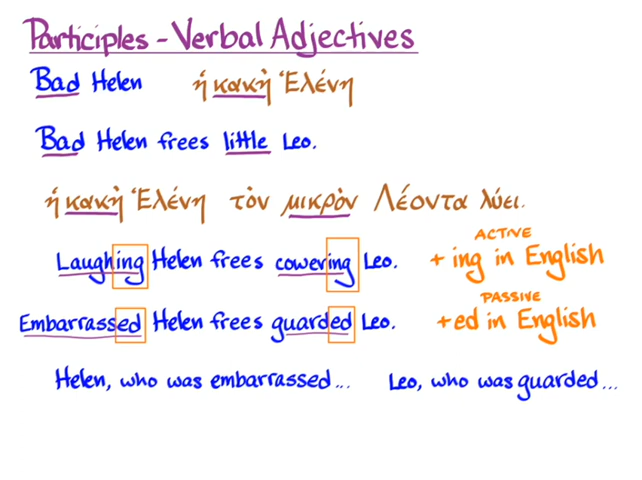 Participles - Verbal Adjectives
Bad Helen ἡ κακὴ Ἑλένη
Bad Helen frees little Leo.
ἡ κακὴ Ἑλένη τὸν μικρὸν Λέοντα λύει.
ACTIVE
Laughing Helen frees cowering Leo. + ing in English
PASSIVE
Embarrassed Helen frees guarded Leo. +ed in English
Helen, who was embarrassed... Leo, who was guarded...